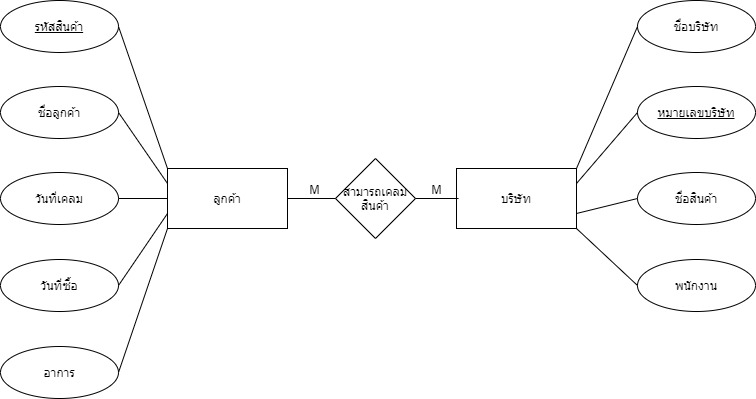 รหัสสินค้า
ชื่อลูกค้า
วันที่เคลม
วันที่ซื้อ
อาการ
ลูกค้า
M
สามารถเคลม
สินค้า
M
บริษัท
ชื่อบริษัท
หมายเลขบริษัท
ชื่อสินค้า
พนักงาน